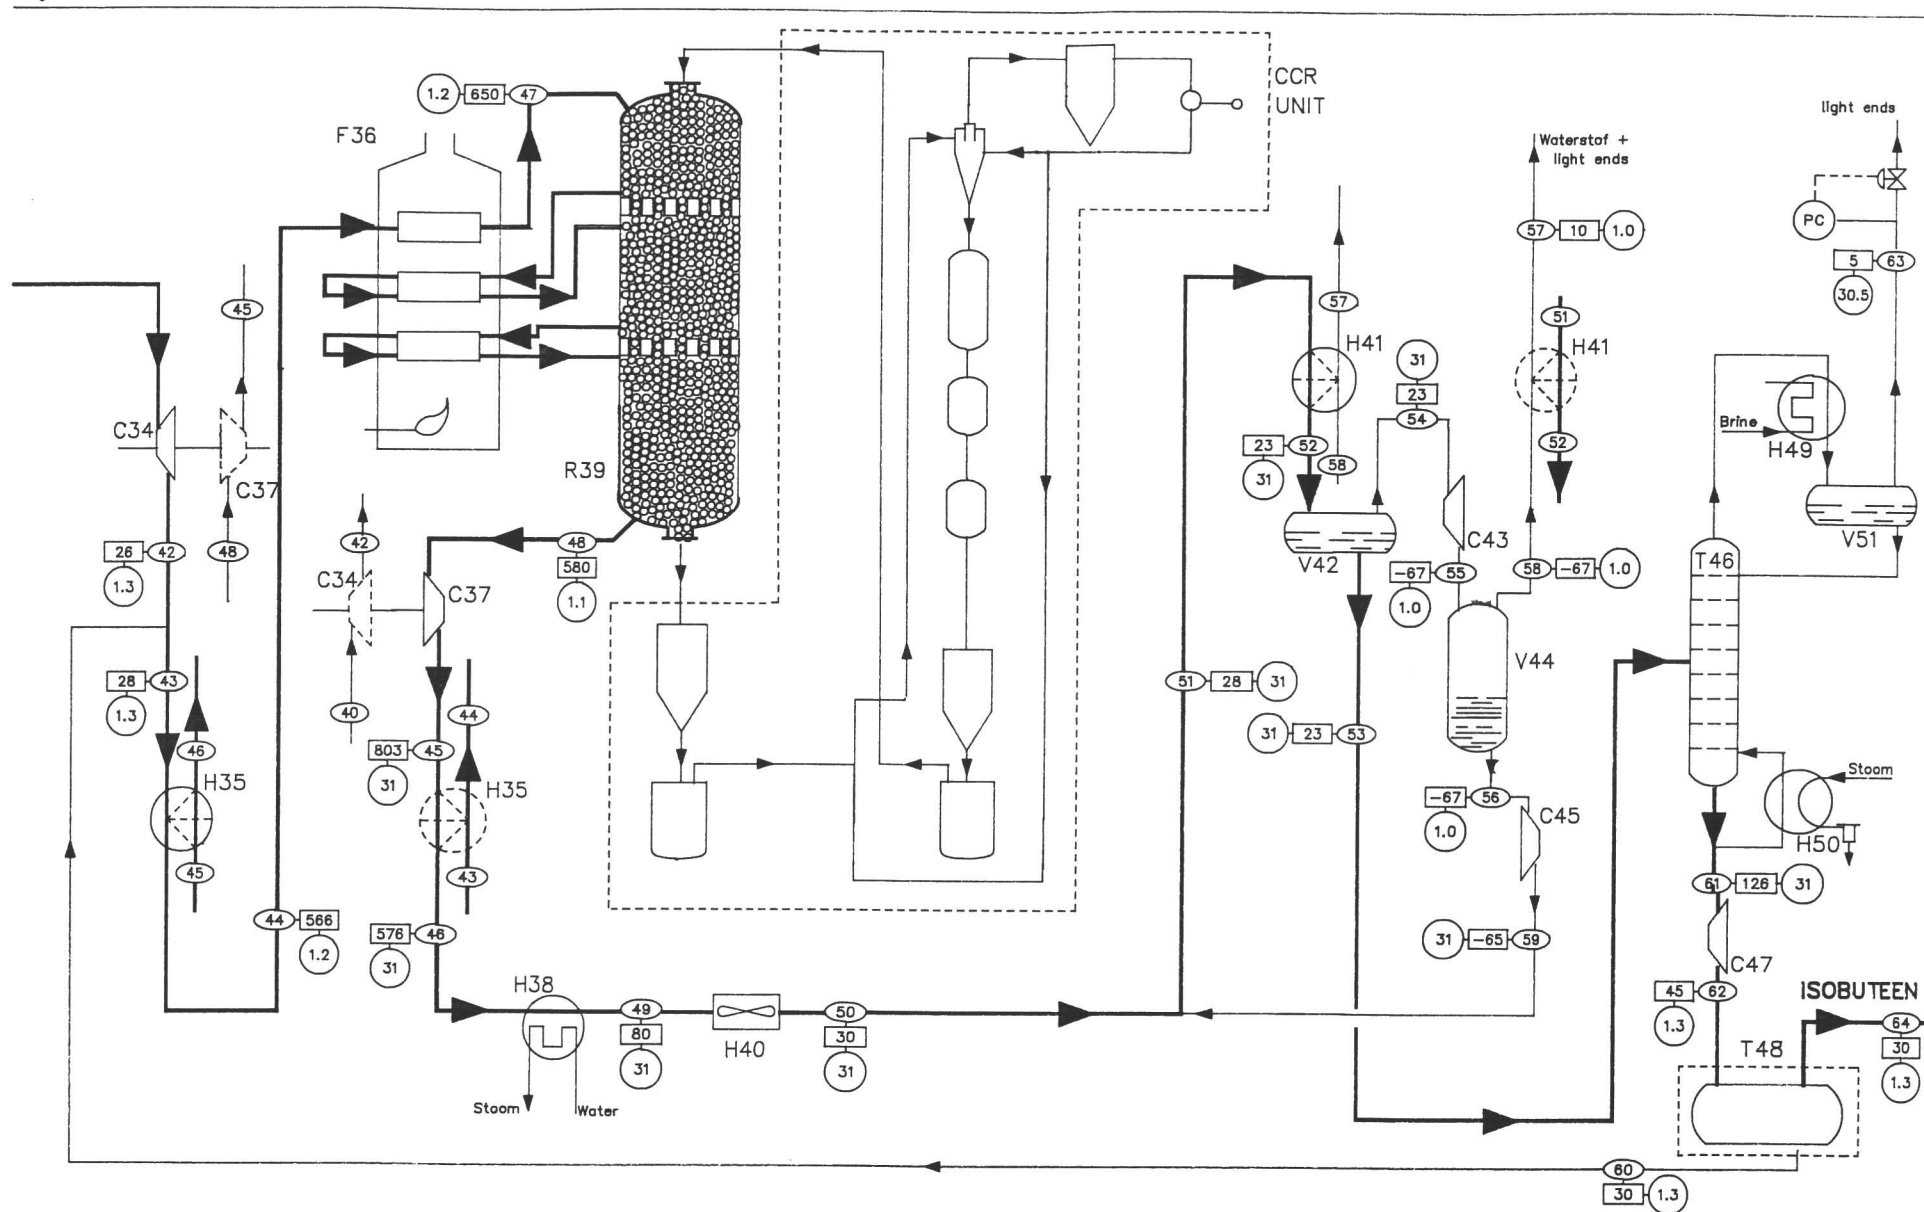 CCR
UNIT
light ends
1.2 650 47
F36
Waterstof +
light ends
PC
57 10 1.0
5 63
30.5
45
57
51
H41
H41
31
23
54
C34
C37
R39
Brine
H49
23 52
31
58
52
26 42
1.3
48
42
48
580
1.1
C34
C37
V42
C43
-67 55
1.0
58 -67 1.0
T46
V51
28 43
1.3
46
H35
45
40
44
803 45
31
H35
43
51 28 31
31 23 53
V44
-67 56
1.0
C45
Stoom
H50
61 126 31
44 566
1.2
576 46
31
31 -65 59
C47
45 62
1.3
H38
49
80
31
H40
50
30
31
Stoom
Water
ISOBUTEEN
64
30
1.3
T48
60
30 1.3